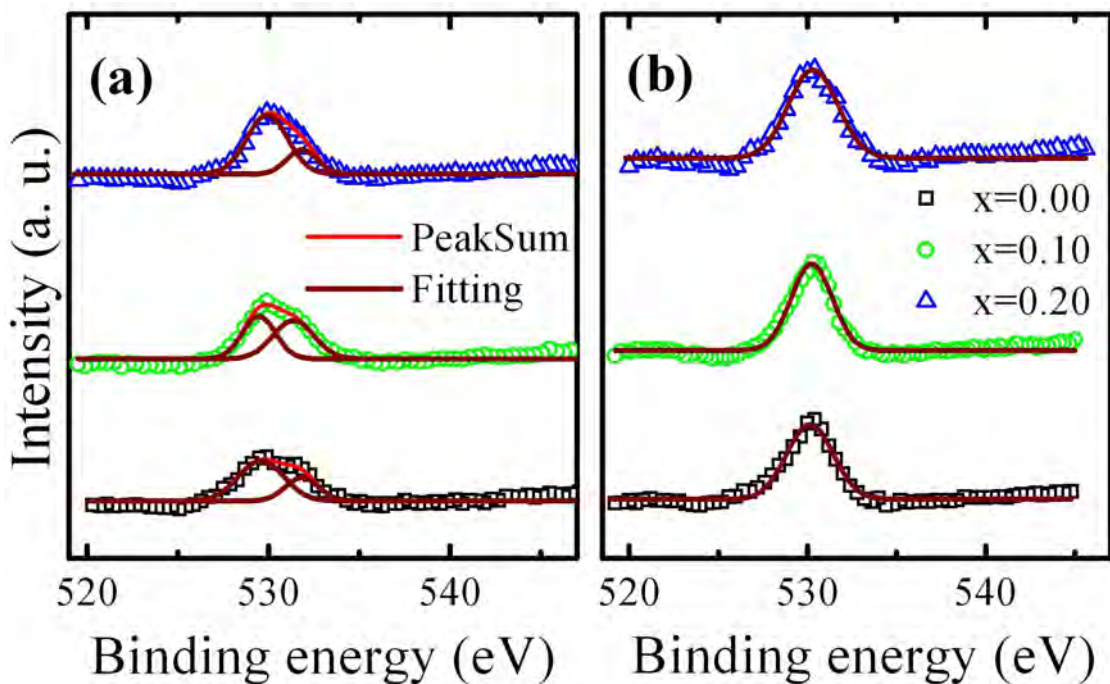 (a)
(b)
Intensity (a. u.)
PeakSum
Fitting
x=0.00
x=0.10
x=0.20
520 530 540
520 530 540
Binding energy (eV)
Binding energy (eV)